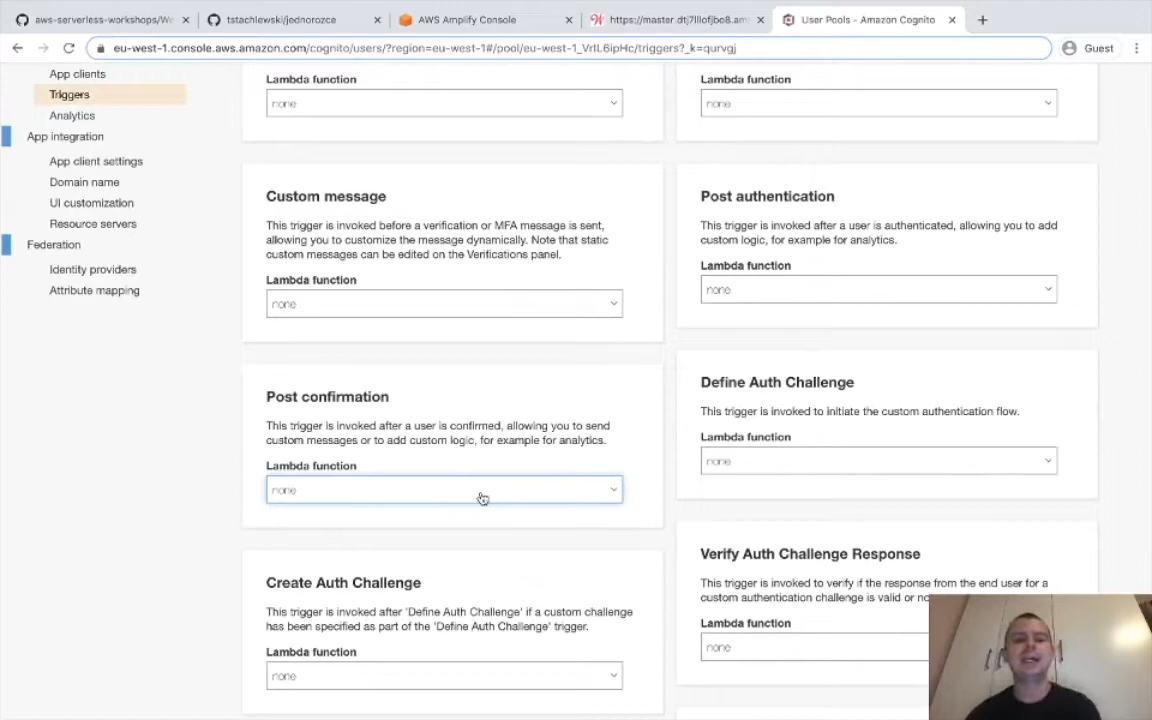 aws-serverless-workshops/We
tstachlewski/jednorozce
AWS Amplify Console
https://master.dtj7lllofjbo8.am
User Pools - Amazon Cognito
eu-west-1.console.aws.amazon.com/cognito/users/?region=eu-west-1#/pool/eu-west-1_VrIL6ipHc/triggers?_k=qurvgj
Guest
App clients
Triggers
Analytics
App integration
App client settings
Domain name
UI customization
Resource servers
Federation
Identity providers
Attribute mapping
Lambda function
none
Lambda function
none
Custom message
This trigger is invoked before a verification or MFA message is sent,
allowing you to customize the message dynamically. Note that static
custom messages can be edited on the Verifications panel.
Lambda function
none
Post authentication
This trigger is invoked after a user is authenticated, allowing you to add
custom logic, for example for analytics.
Lambda function
none
Post confirmation
This trigger is invoked after a user is confirmed, allowing you to send
custom messages or to add custom logic, for example for analytics.
Lambda function
none
Define Auth Challenge
This trigger is invoked to initiate the custom authentication flow.
Lambda function
none
Create Auth Challenge
This trigger is invoked after 'Define Auth Challenge' if a custom challenge
has been specified as part of the 'Define Auth Challenge' trigger.
Lambda function
none
Verify Auth Challenge Response
This trigger is invoked to verify if the response from the end user for a
custom authentication challenge is valid or no
Lambda function
none